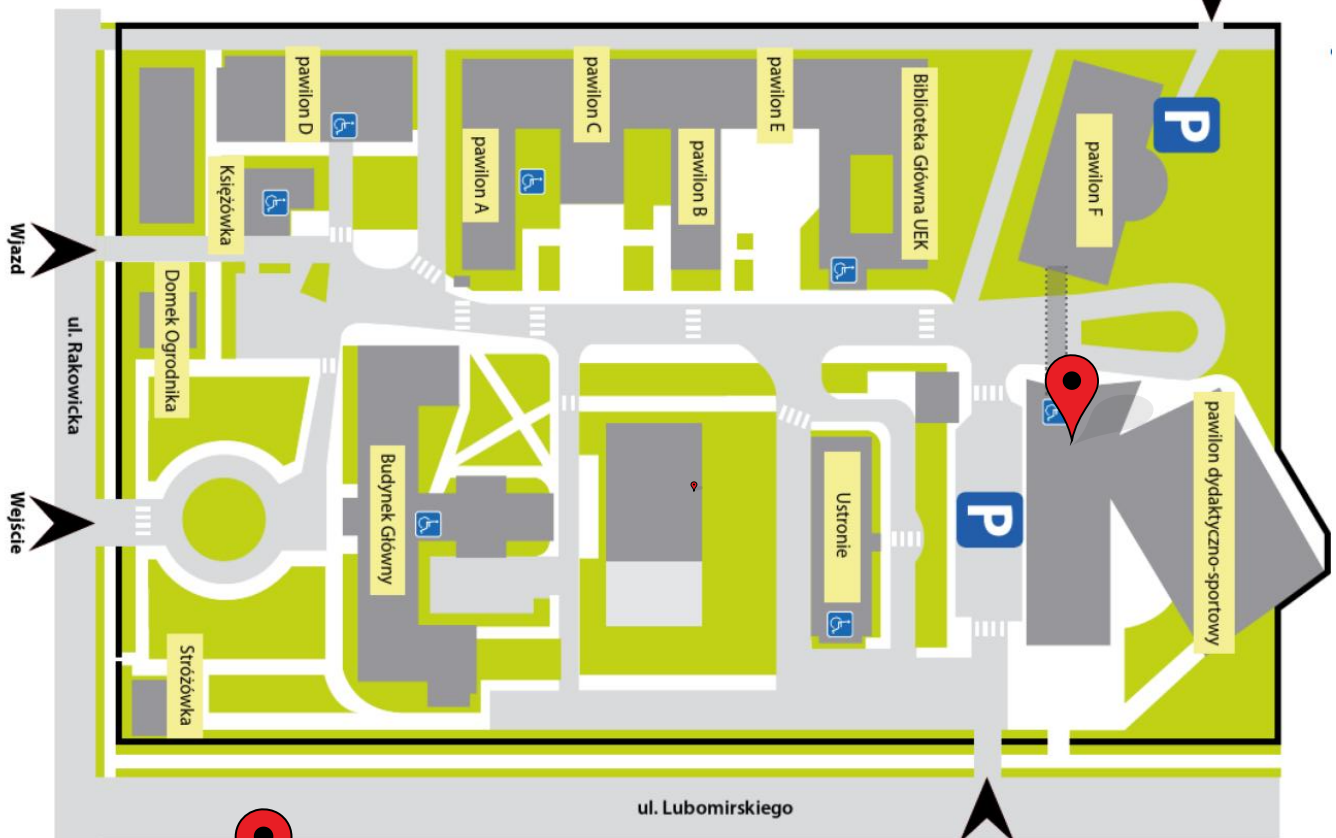 pawilon D
pawilon C
pawilon E
Biblioteka Główna UEK
P
pawilon F
pawilon A
pawilon B
Księżówka
Wjazd
Domek Ogrodnika
ul. Rakowicka
pawilon dydaktyczno-sportowy
Budynek Główny
Ustronie
P
Wejście
Stróżówka
ul. Lubomirskiego